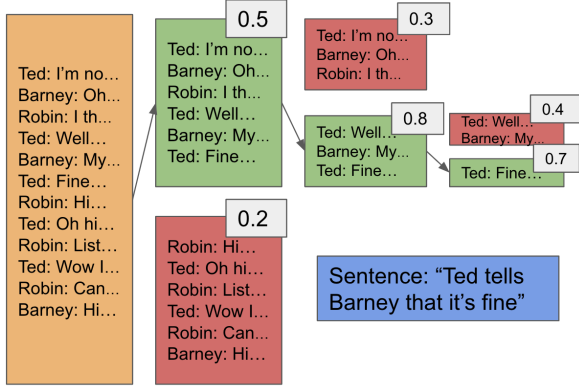 Ted: I'm no...
Barney: Oh...
Robin: I th...
Ted: Well...
Barney: My...
Ted: Fine...
Robin: Hi...
Ted: Oh hi...
Robin: List...
Ted: Wow I...
Robin: Can...
Barney: Hi...
0.5
Ted: I'm no...
Barney: Oh...
Robin: I th...
Ted: Well...
Barney: My...
Ted: Fine...
0.2
Robin: Hi...
Ted: Oh hi...
Robin: List...
Ted: Wow I...
Robin: Can...
Barney: Hi...
0.3
Ted: I'm no...
Barney: Oh...
Robin: I th...
0.8
Ted: Well...
Barney: My...
Ted: Fine...
0.4
Ted: Well...
Barney: My...
0.7
Ted: Fine...
Sentence: “Ted tells
Barney that it's fine”